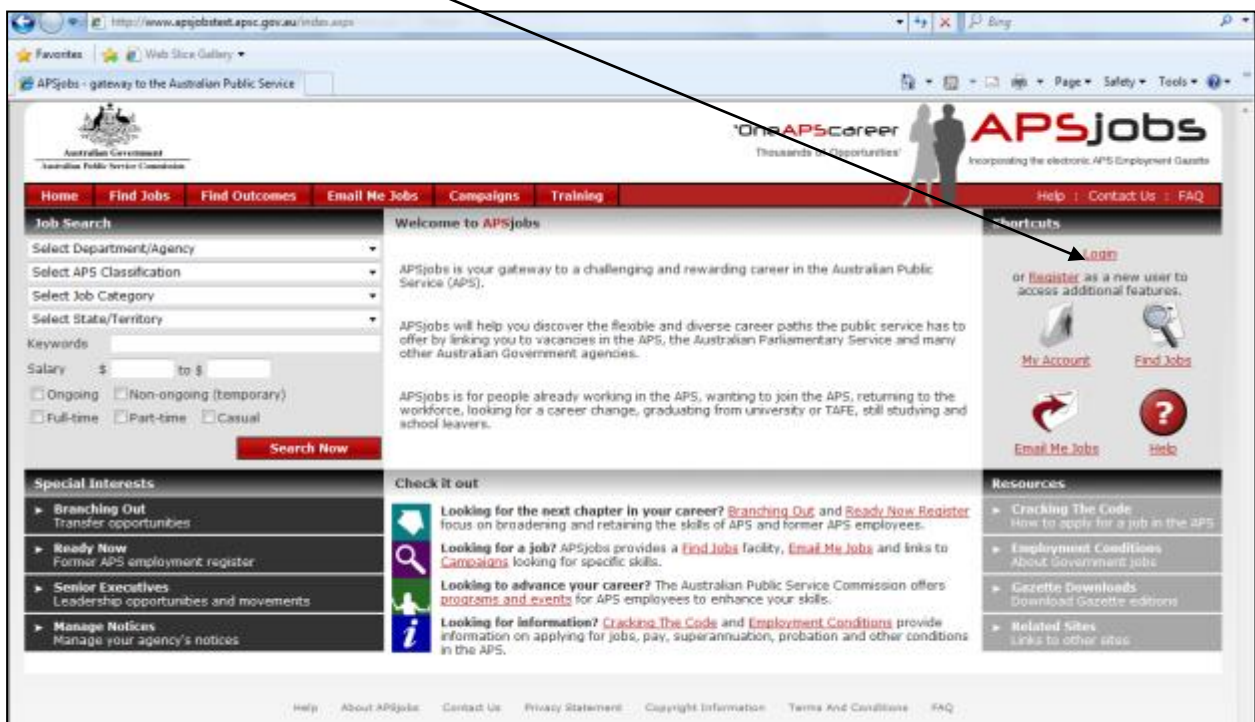 http://www.apsjobstest.apsc.gov.au/index.aspx
Bing
Favorites
Web Slice Gallery
APSjobs - gateway to the Australian Public Service
Page
Safety
Tools
Australian Government
Australian Public Service Commission
'OneAPScareer
Thousands of Opportunities'
APSjobs
Incorporating the electronic APS Employment Gazette
Home Find Jobs Find Outcomes Email Me Jobs Campaigns Training
Help : Contact Us : FAQ
Job Search
Select Department/Agency
Select APS Classification
Select Job Category
Select State/Territory
Keywords
Salary $ to $
Ongoing Non-ongoing (temporary)
Full-time Part-time Casual
Search Now
Welcome to APSjobs
APSjobs is your gateway to a challenging and rewarding career in the Australian Public
Service (APS).
APSjobs will help you discover the flexible and diverse career paths the public service has to
offer by linking you to vacancies in the APS, the Australian Parliamentary Service and many
other Australian Government agencies.
APSjobs is for people already working in the APS, wanting to join the APS, returning to the
workforce, looking for a career change, graduating from university or TAFE, still studying and
school leavers.
Shortcuts
Login
or Register as a new user to
access additional features.
My Account Find Jobs
Email Me Jobs Help
Special Interests
Branching Out
Transfer opportunities
Ready Now
Former APS employment register
Senior Executives
Leadership opportunities and movements
Manage Notices
Manage your agency's notices
Check it out
Looking for the next chapter in your career? Branching Out and Ready Now Register
focus on broadening and retaining the skills of APS and former APS employees.
Looking for a job? APSjobs provides a Find Jobs facility, Email Me Jobs and links to
Campaigns looking for specific skills.
Looking to advance your career? The Australian Public Service Commission offers
programs and events for APS employees to enhance your skills.
Looking for information? Cracking The Code and Employment Conditions provide
information on applying for jobs, pay, superannuation, probation and other conditions
in the APS.
Resources
Cracking The Code
How to apply for a job in the APS
Employment Conditions
About Government jobs
Gazette Downloads
Download Gazette editions
Related Sites
Links to other sites
Help About APSjobs Contact Us Privacy Statement Copyright Information Terms And Conditions FAQ